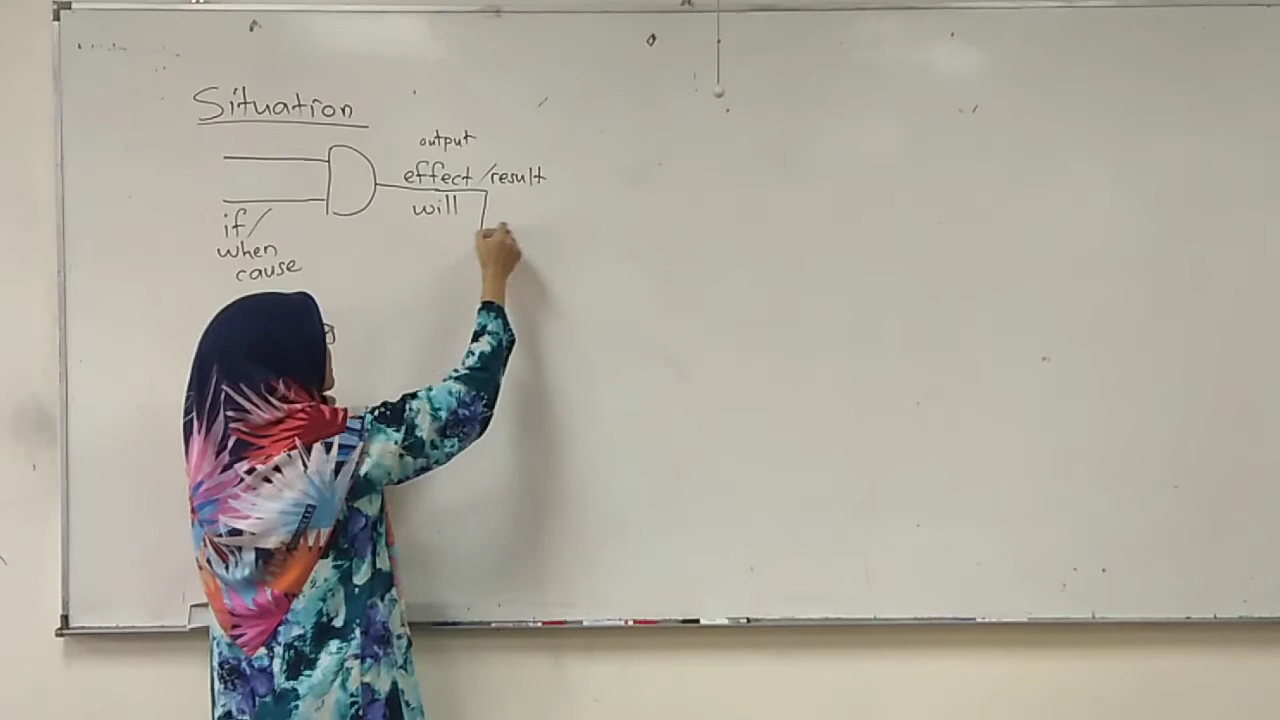 Situation
output
effect/result
will
if/
when
cause